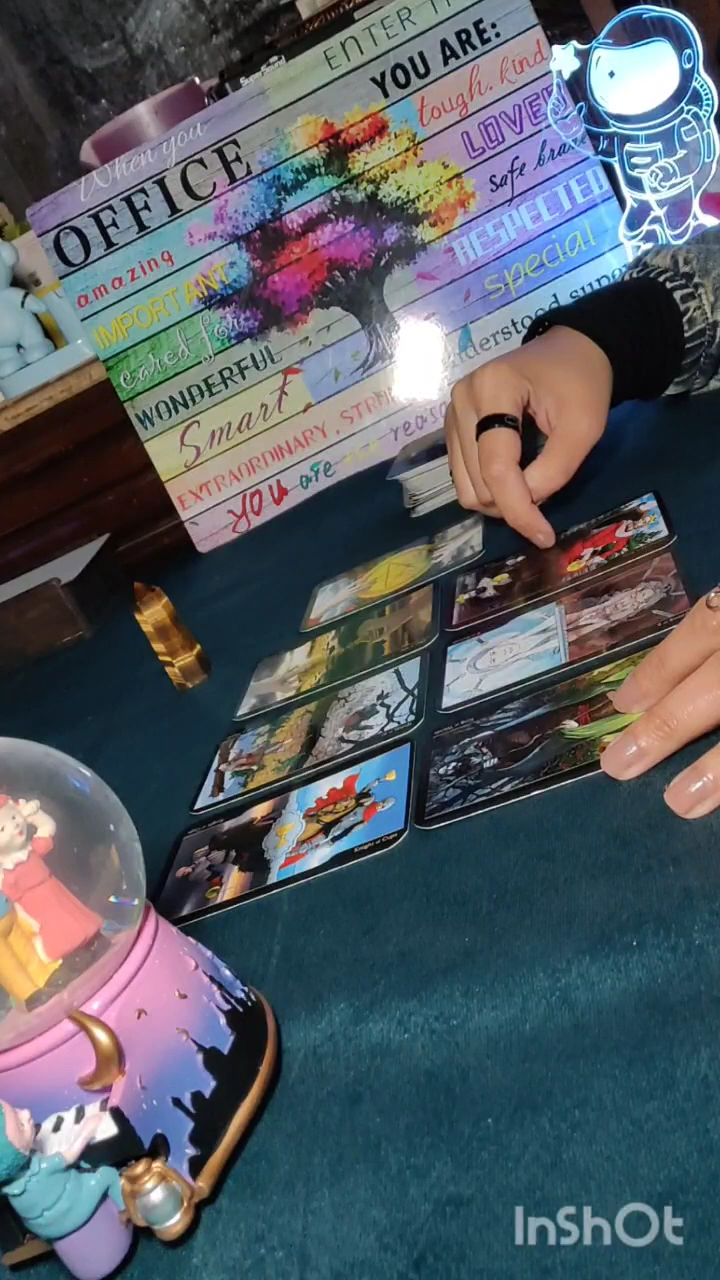 SuperSound
When you
ENTER
OFFICE
YOU ARE:
amazing
tough. kind
IMPORTANT
LOVED
cared for
safe brave
WONDERFUL
RESPECTED
Smart
special
understood
EXTRAORDINARY,
YOU are
Knight of Cups
InShOt